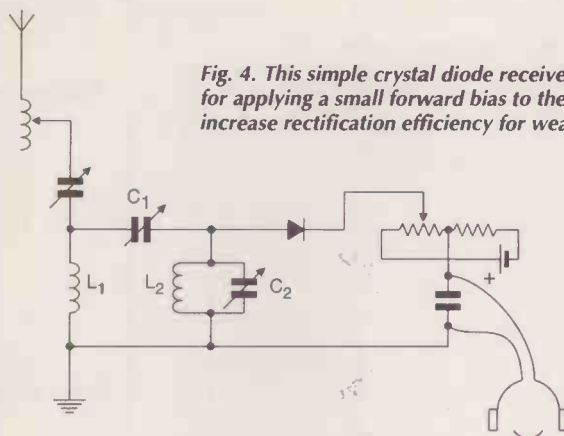 Fig. 4. This simple crystal diode receive
for applying a small forward bias to the
increase rectification efficiency for wea
C1
L1
L2
C2
+